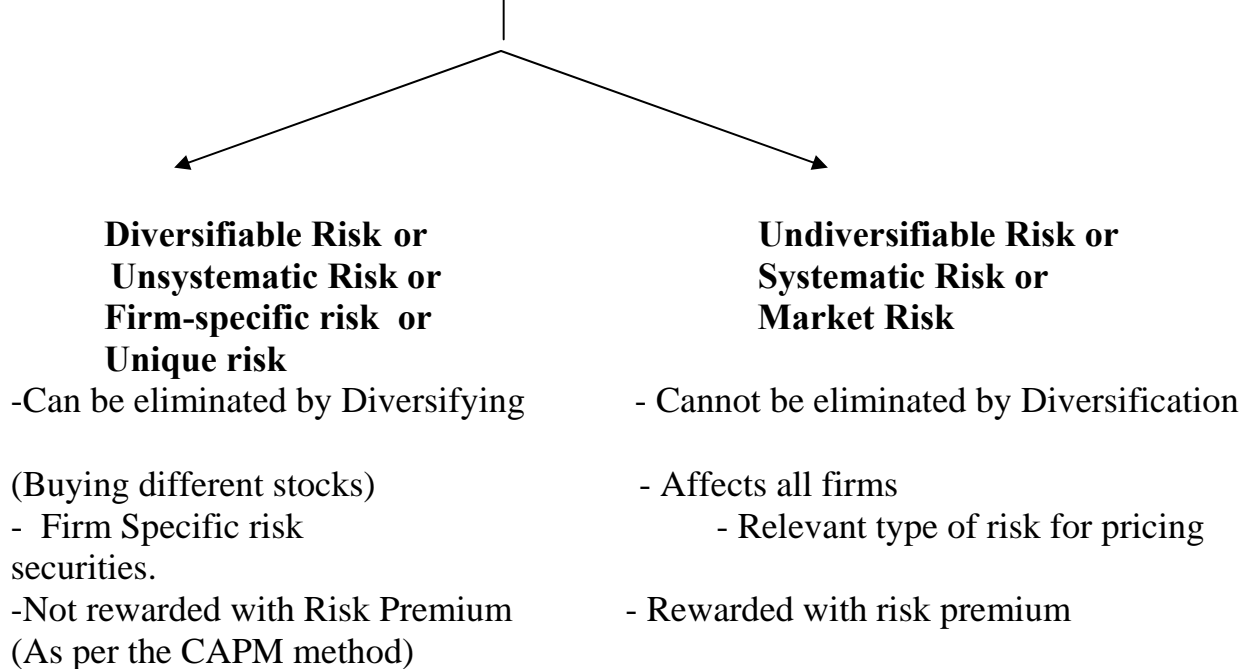 Diversifiable Risk or
Unsystematic Risk or
Firm-specific risk or
Unique risk
-Can be eliminated by Diversifying
(Buying different stocks)
- Firm Specific risk
securities.
-Not rewarded with Risk Premium
(As per the CAPM method)
Undiversifiable Risk or
Systematic Risk or
Market Risk
- Cannot be eliminated by Diversification
- Affects all firms
- Relevant type of risk for pricing
- Rewarded with risk premium